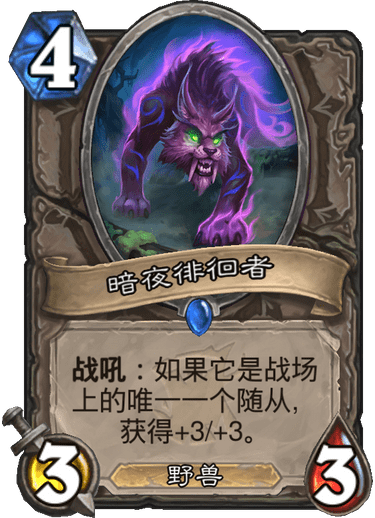 4
暗夜徘徊者
战吼：如果它是战场
上的唯一一个随从，
获得+3/+3。
3
野兽
3